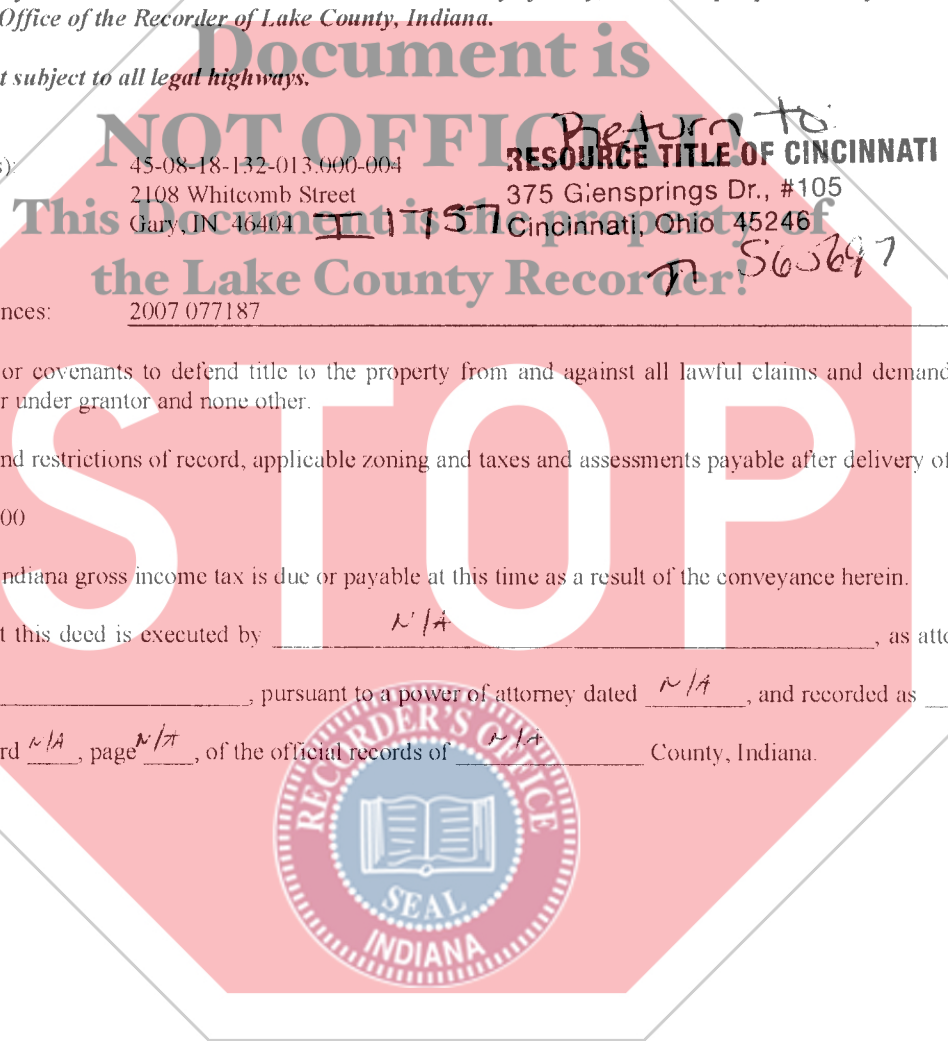 Office of the Recorder of Lake County, Indiana.
Document is
t subject to all legal highways.
NOT OFFICIAL!
Return to:
RESOURCE TITLE OF CINCINNATI
s): 45-08-18-132-013.000-004
2108 Whitcomb Street
375 Glensprings Dr., #105
This Document is the property of
Gary, IN 46404
I1757
Cincinnati, Ohio 45246
the Lake County Recorder!
nces: 2007 077187
or covenants to defend title to the property from and against all lawful claims and demand
r under grantor and none other.
STOP
nd restrictions of record, applicable zoning and taxes and assessments payable after delivery of
00
ndiana gross income tax is due or payable at this time as a result of the conveyance herein.
t this deed is executed by N/A, as atto
, pursuant to a power of attorney dated N/A, and recorded as
rd N/A, page N/A, of the official records of N/A County, Indiana.
RECORDER'S OFFICE
SEAL
INDIANA